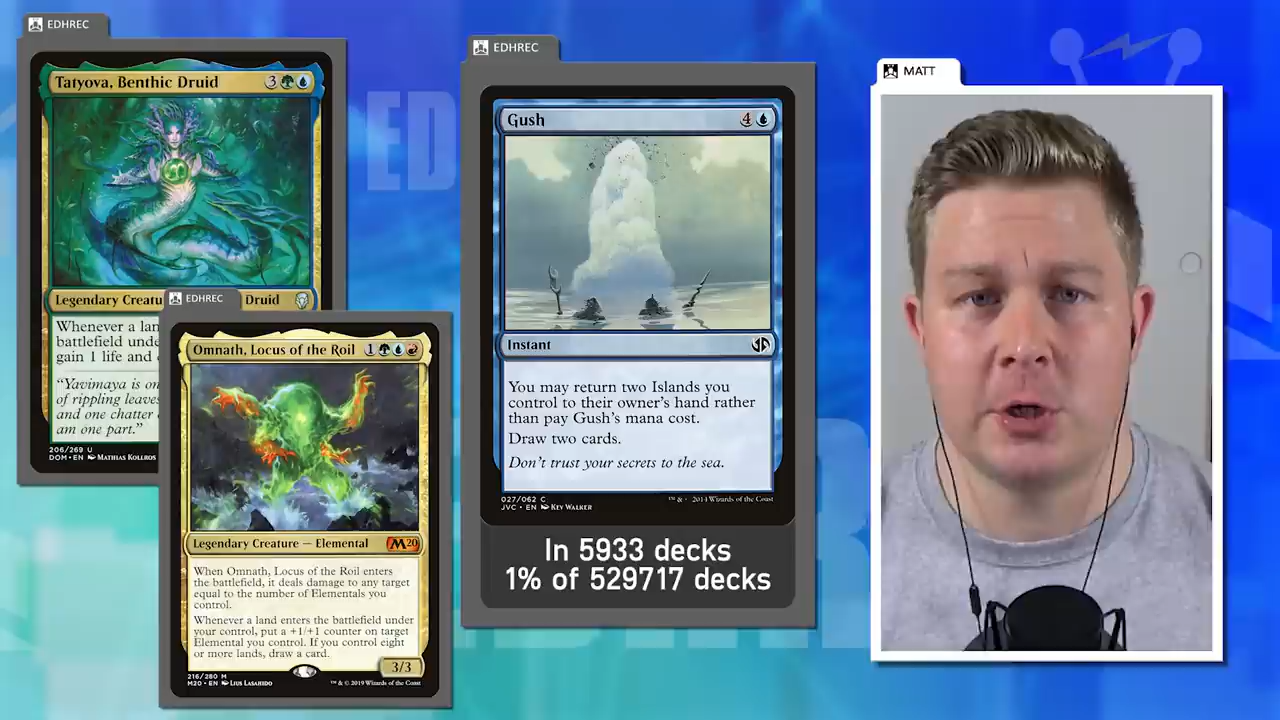 EDHREC
Tatyova, Benthic Druid 3
Legendary Creatu
Druid
Whenever a lan
battlefield unde
gain 1 life and
"Yavimaya is on
of rippling leaves
and one chatter
am one part."
206/269 U
DOM • EN Mathias Kollros
EDHREC
Omnath, Locus of the Roil 1
Legendary Creature — Elemental M20
When Omnath, Locus of the Roil enters
the battlefield, it deals damage to any target
equal to the number of Elementals you
control.
Whenever a land enters the battlefield under
your control, put a +1/+1 counter on target
Elemental you control. If you control eight
or more lands, draw a card.
3/3
216/280 M
M20 • EN Lius Lasahido
™ & © 2019 Wizards of the Coast
EDHREC
Gush 4
Instant
You may return two Islands you
control to their owner's hand rather
than pay Gush's mana cost.
Draw two cards.
Don't trust your secrets to the sea.
027/062 C
JVC • EN Kev Walker
™ & © 2014 Wizards of the Coast
In 5933 decks
1% of 529717 decks
MATT